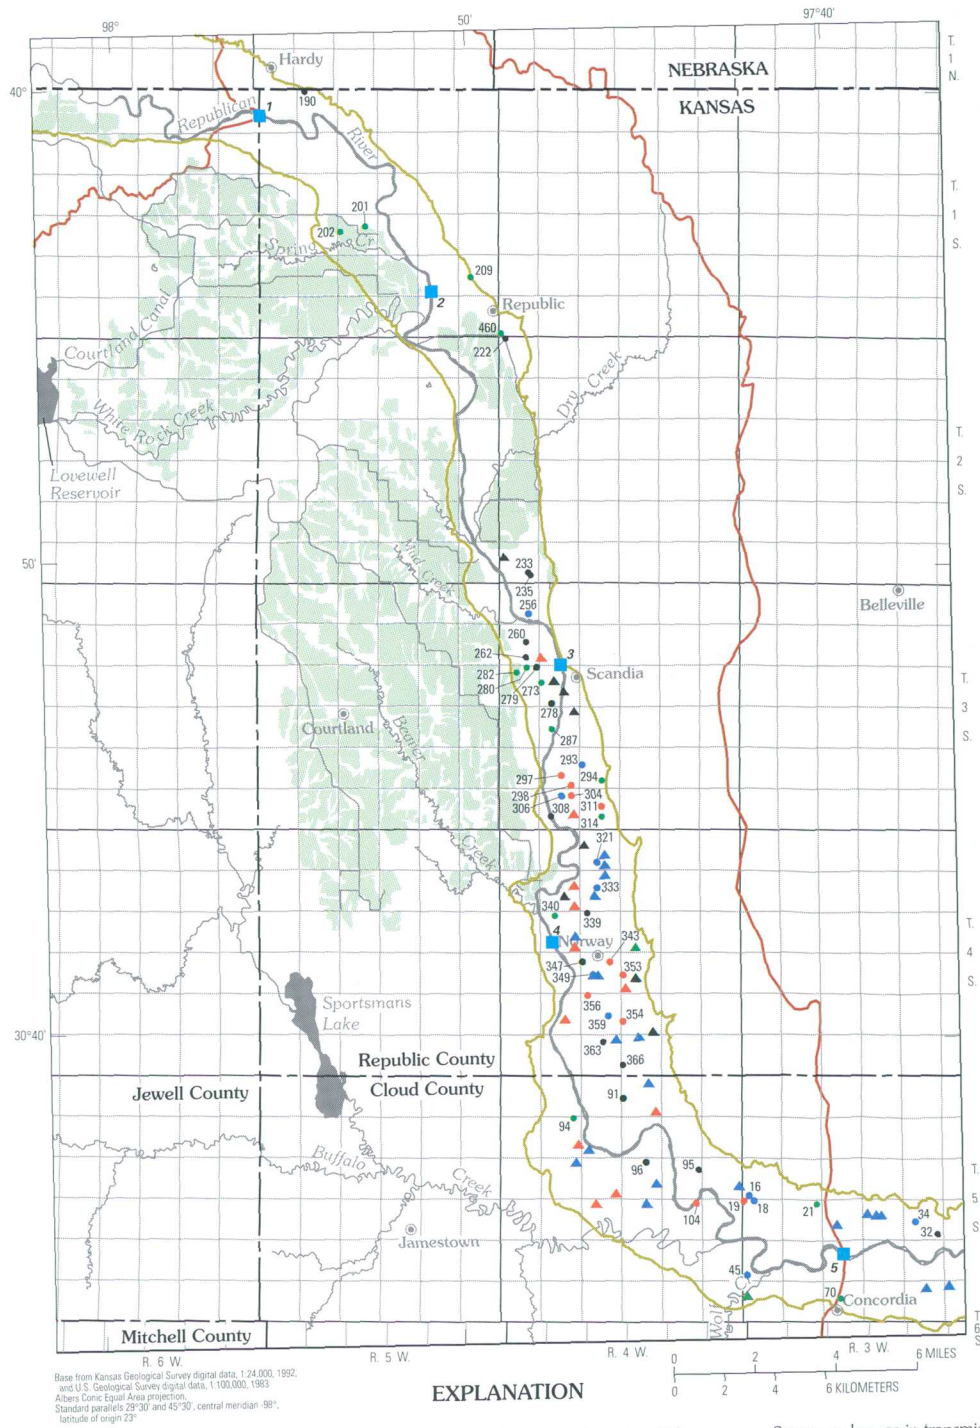 98°
50'
97°40'
T.
1
N.
Hardy
NEBRASKA
KANSAS
40°
190
1
Republican
River
T.
1
S.
201
202
Spring Cr
209
2
Republic
460
222
Courtland Canal
White Rock Creek
Dry Creek
Lovewell
Reservoir
T.
2
S.
50'
233
235
Mud Creek
256
Belleville
260
262
3
282
280
279
273
Scandia
278
T.
3
S.
Courtland
Beaver
287
293
297
294
298
304
306
308
311
314
321
Creek
333
340
339
4
Norway
343
T.
4
S.
347
349
353
Sportsmans
Lake
356
354
359
30°40'
363
Republic County
366
Jewell County
Cloud County
91
94
Buffalo
Creek
96
95
T.
5
S.
16
19
18
104
21
34
32
Jamestown
45
5
Wolf
C
70
Concordia
Mitchell County
T.
6
S.
R. 6 W.
R. 5 W.
R. 4 W.
R. 3 W.
0 2 4 6 MILES
0 2 4 6 KILOMETERS
Base from Kansas Geological Survey digital data, 1:24,000, 1992,
and U.S. Geological Survey digital data, 1:100,000, 1983
Albers Conic Equal Area projection,
Standard parallels 29°30' and 45°30', central meridian -98°,
latitude of origin 23°
EXPLANATION